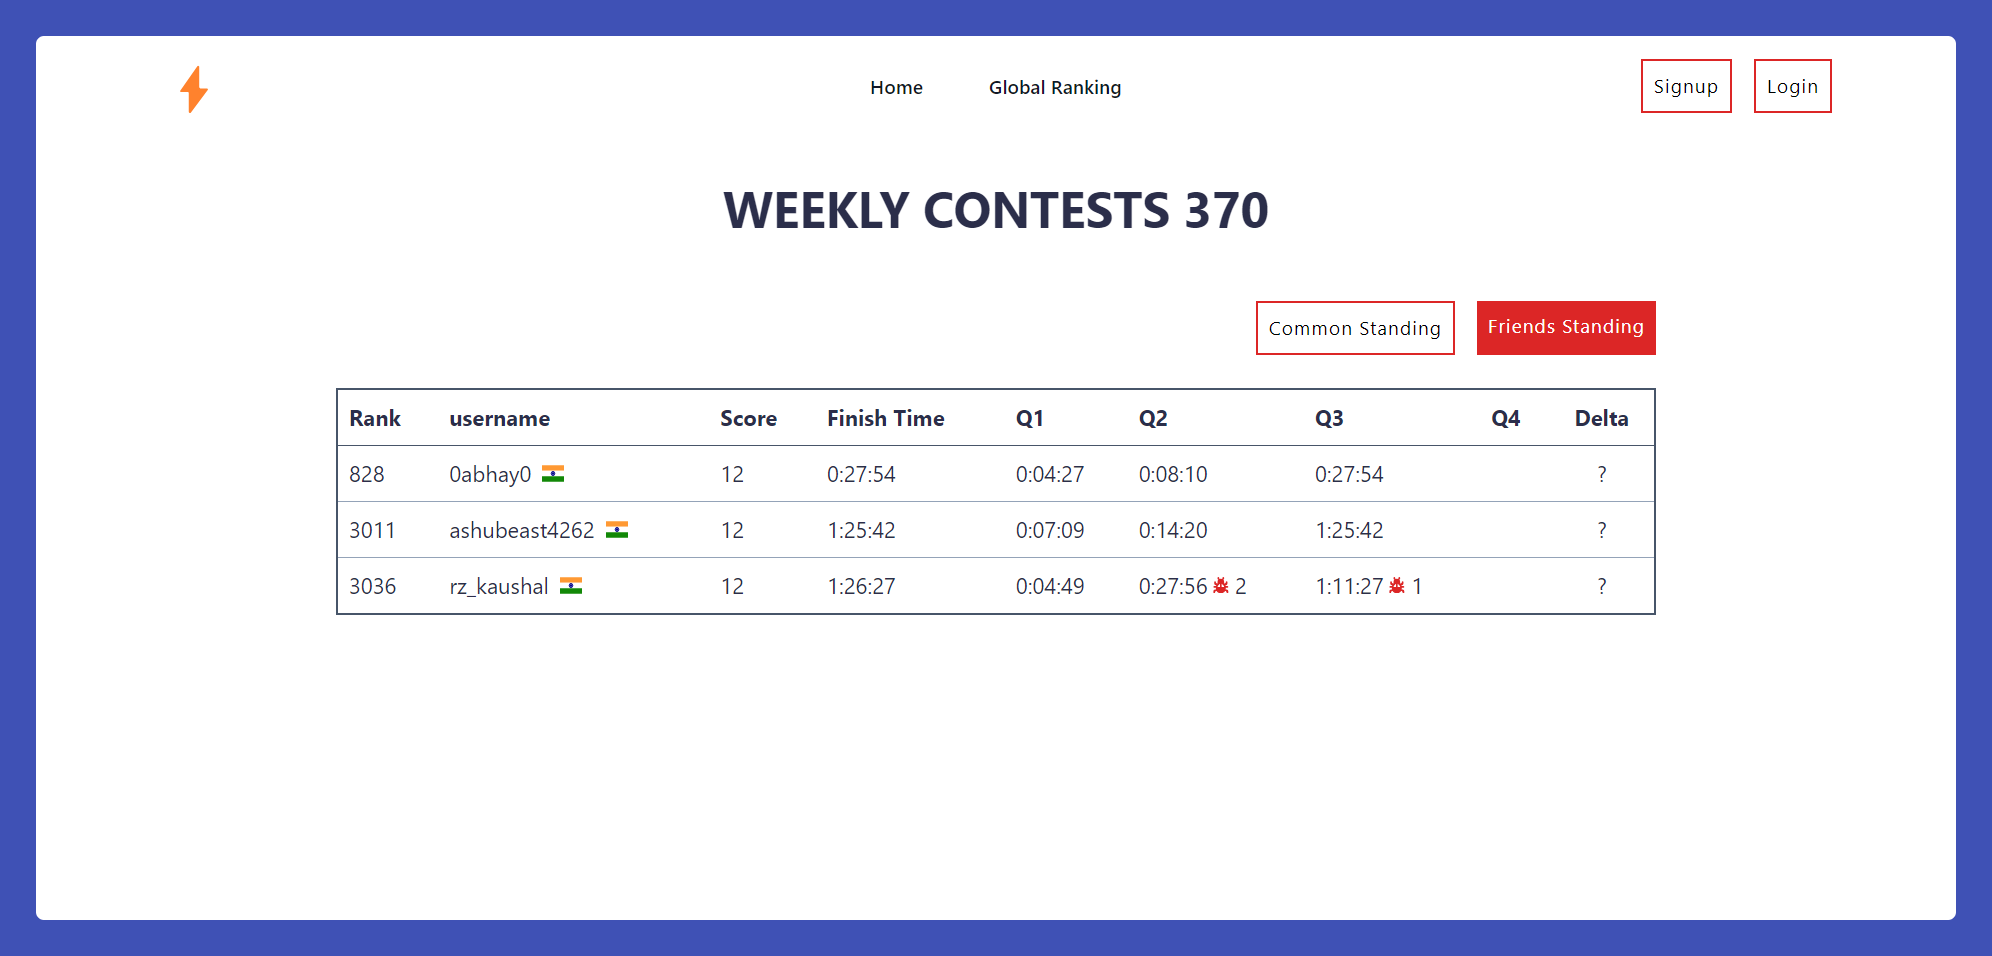 Home Global Ranking Signup Login
WEEKLY CONTESTS 370
Common Standing Friends Standing
Rank username Score Finish Time Q1 Q2 Q3 Q4 Delta
828 0abhay0 12 0:27:54 0:04:27 0:08:10 0:27:54 ?
3011 ashubeast4262 12 1:25:42 0:07:09 0:14:20 1:25:42 ?
3036 rz_kaushal 12 1:26:27 0:04:49 0:27:56 2 1:11:27 1 ?